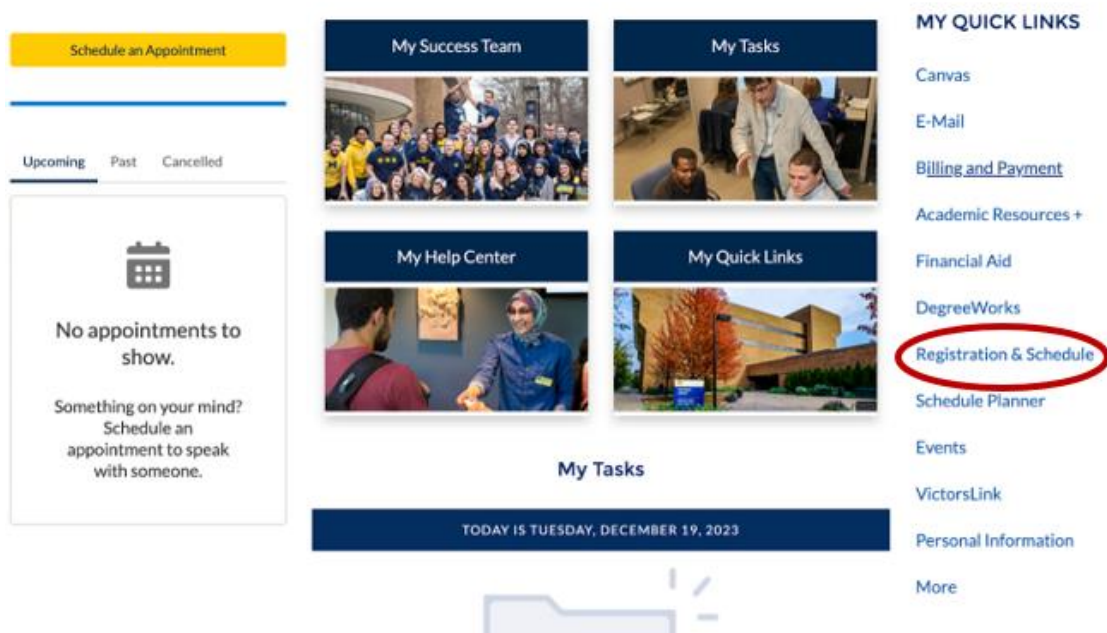 Schedule an Appointment
Upcoming Past Cancelled
No appointments to
show.
Something on your mind?
Schedule an
appointment to speak
with someone.
My Success Team
My Tasks
My Help Center
My Quick Links
My Tasks
TODAY IS TUESDAY, DECEMBER 19, 2023
MY QUICK LINKS
Canvas
E-Mail
Billing and Payment
Academic Resources +
Financial Aid
DegreeWorks
Registration & Schedule
Schedule Planner
Events
VictorsLink
Personal Information
More